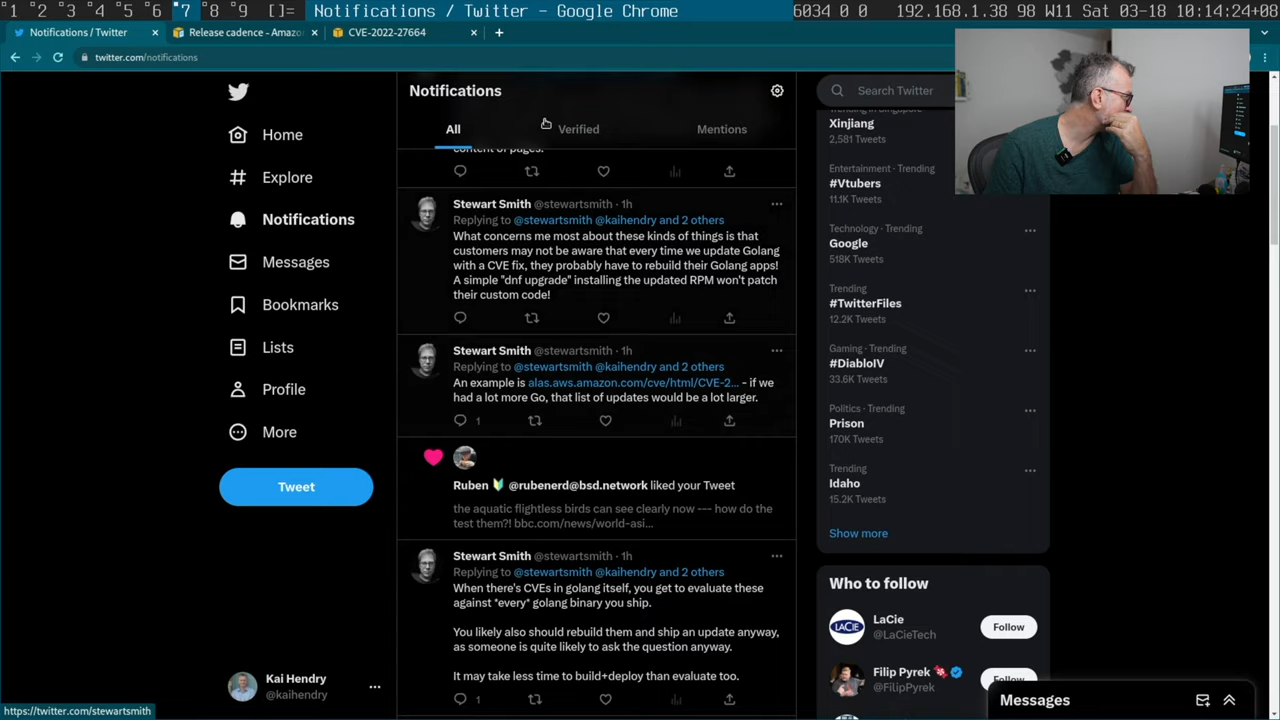 1 2 3 4 5 6 7 8 9 []= Notifications / Twitter - Google Chrome 6034 0 0 192.168.1.38 98 W11 Sat 03-18 10:14:24+08
Notifications / Twitter × Release cadence - Amazo × CVE-2022-27664 × +
twitter.com/notifications
Home
Explore
Notifications
Messages
Bookmarks
Lists
Profile
More
Tweet
Kai Hendry
@kaihendry
https://twitter.com/stewartsmith
Notifications
All
Verified
Mentions
content of pages.
Stewart Smith @stewartsmith · 1h
Replying to @stewartsmith @kaihendry and 2 others
What concerns me most about these kinds of things is that
customers may not be aware that every time we update Golang
with a CVE fix, they probably have to rebuild their Golang apps!
A simple "dnf upgrade" installing the updated RPM won't patch
their custom code!
Stewart Smith @stewartsmith · 1h
Replying to @stewartsmith @kaihendry and 2 others
An example is alas.aws.amazon.com/cve/html/CVE-2... - if we
had a lot more Go, that list of updates would be a lot larger.
1
Ruben @rubenerd@bsd.network liked your Tweet
the aquatic flightless birds can see clearly now --- how do the
test them?! bbc.com/news/world-asi...
Stewart Smith @stewartsmith · 1h
Replying to @stewartsmith @kaihendry and 2 others
When there's CVEs in golang itself, you get to evaluate these
against *every* golang binary you ship.
You likely also should rebuild them and ship an update anyway,
as someone is quite likely to ask the question anyway.
It may take less time to build+deploy than evaluate too.
1
Search Twitter
Trending in Singapore
Xinjiang
2,581 Tweets
Entertainment · Trending
#Vtubers
11.1K Tweets
Technology · Trending
Google
518K Tweets
Trending
#TwitterFiles
12.2K Tweets
Gaming · Trending
#DiabloIV
33.6K Tweets
Politics · Trending
Prison
170K Tweets
Trending
Idaho
15.2K Tweets
Show more
Who to follow
LACIE
LaCie
@LaCieTech
Follow
Filip Pyrek
@FilipPyrek
Follow
Messages